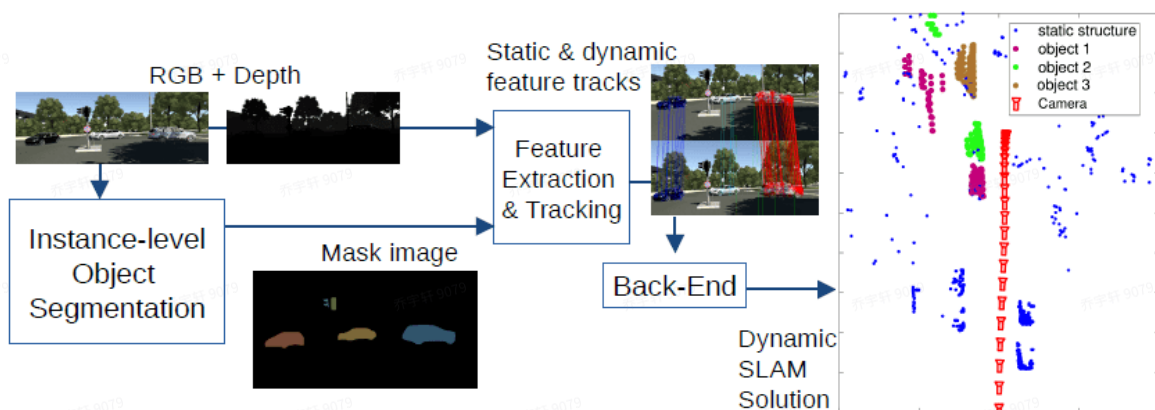 RGB + Depth
Static & dynamic
feature tracks
Feature
Extraction
& Tracking
Instance-level
Object
Segmentation
Mask image
Back-End
Dynamic
SLAM
Solution
static structure
object 1
object 2
object 3
Camera